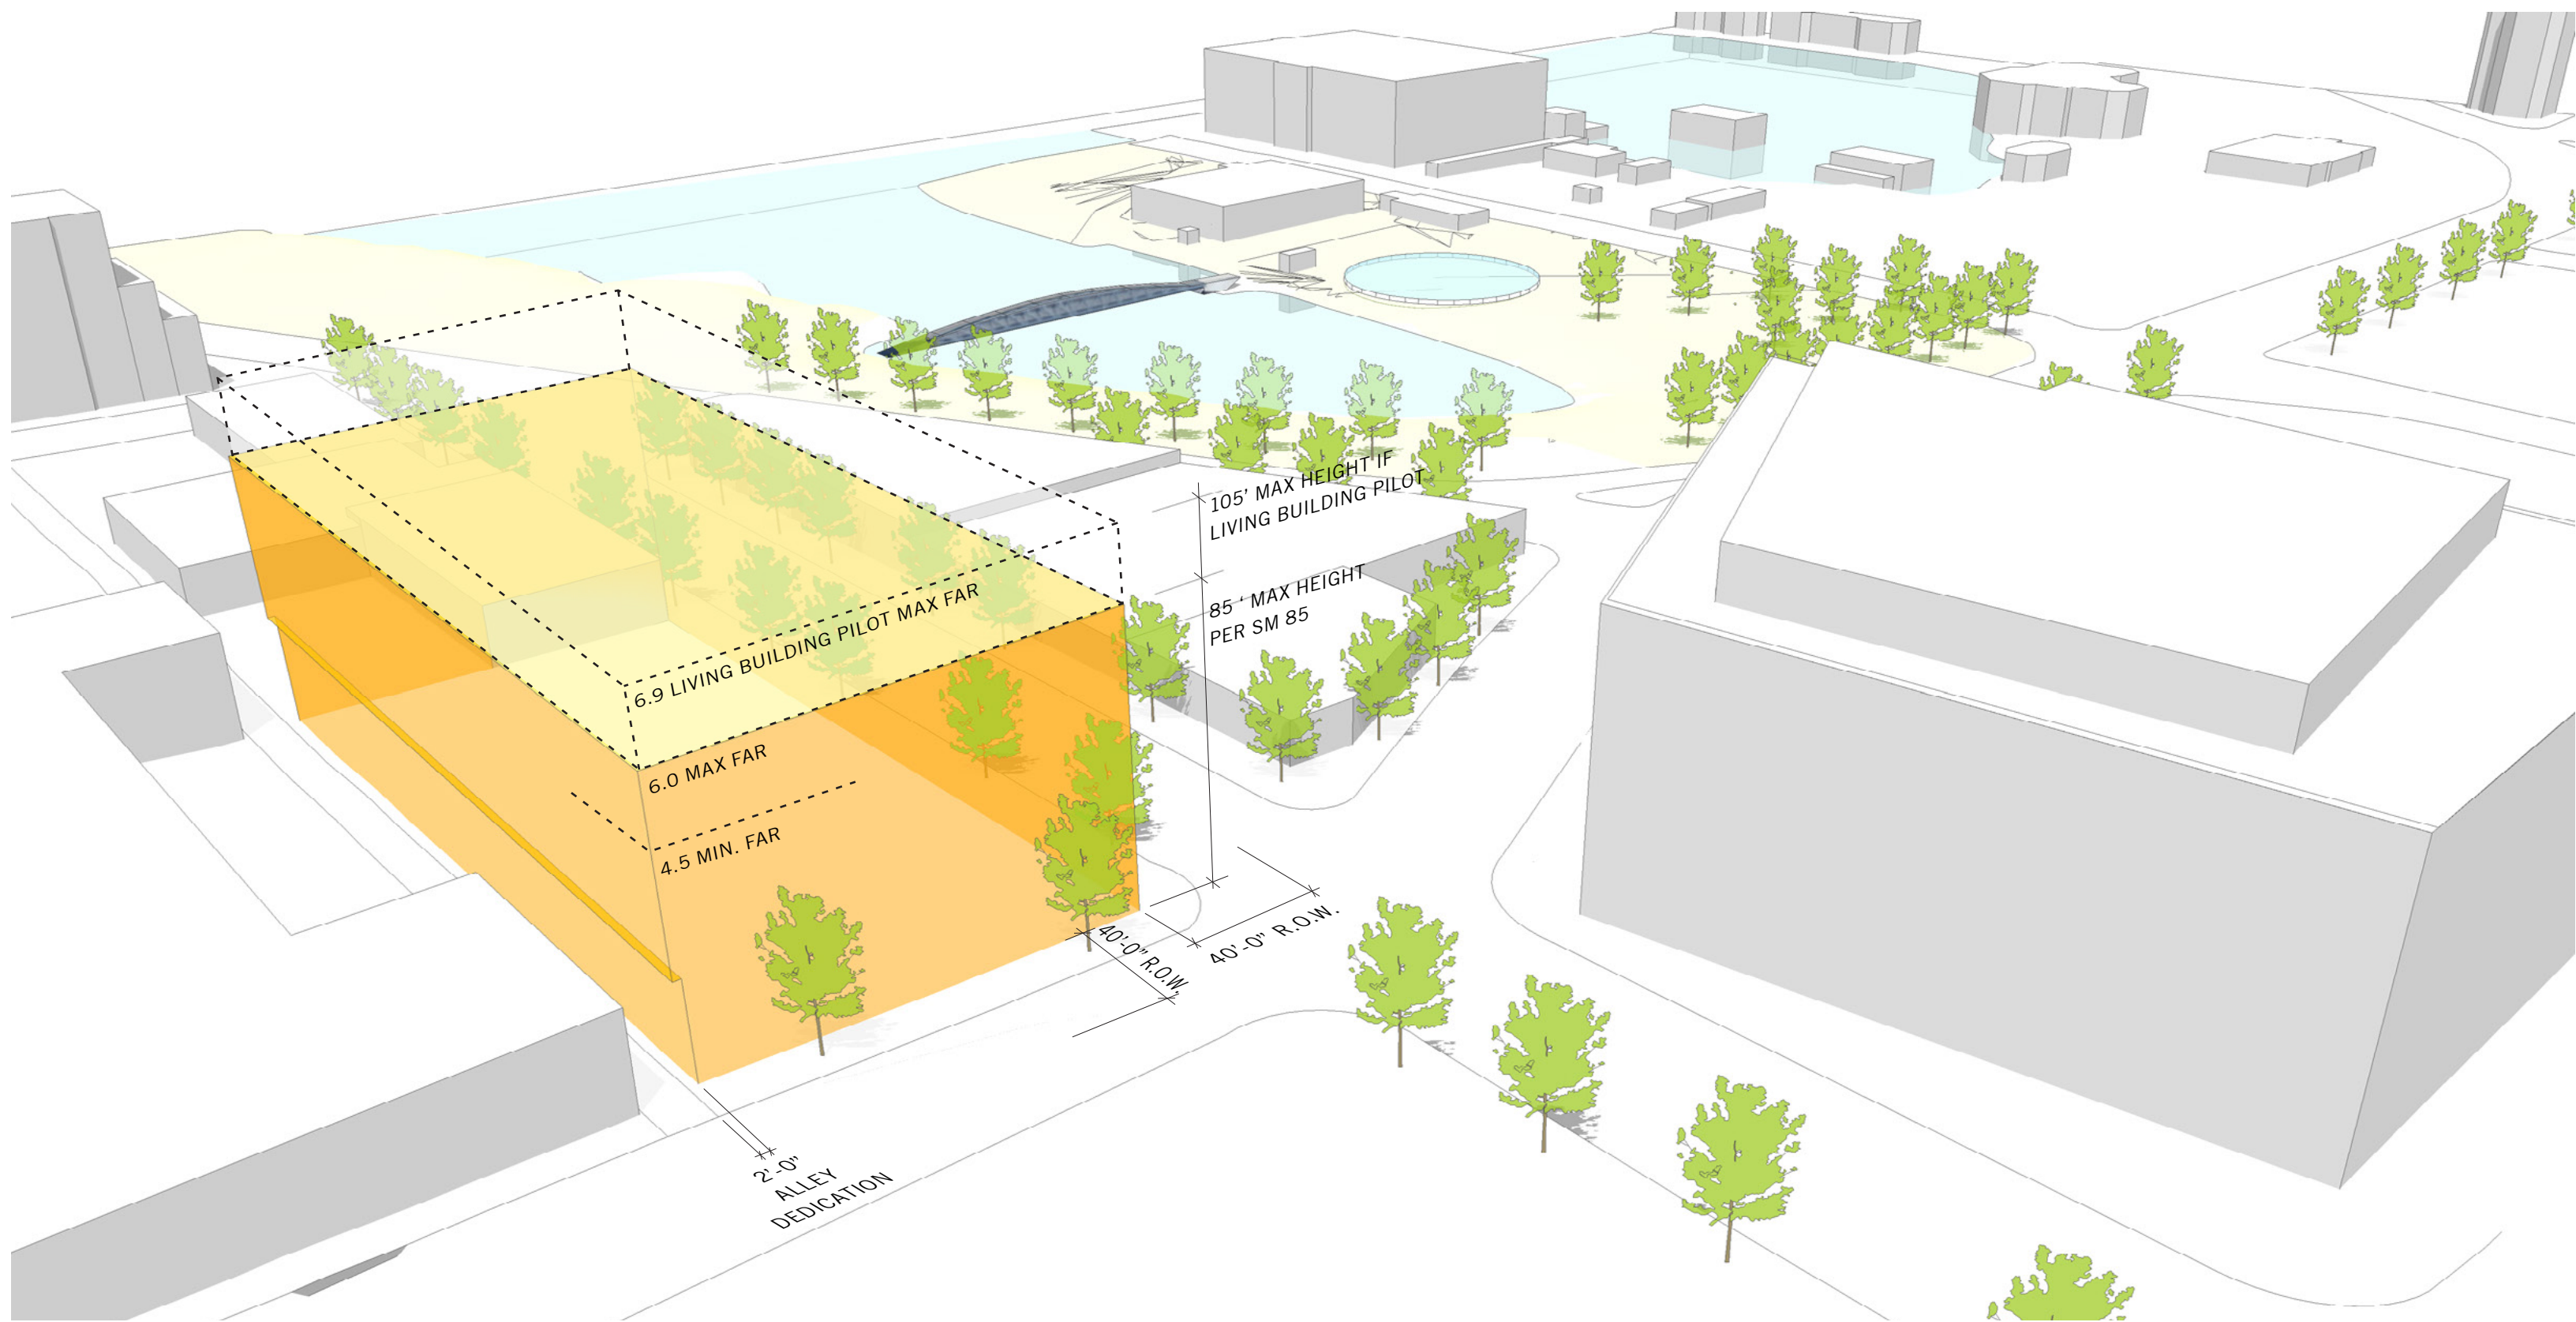 105' MAX HEIGHT IF
LIVING BUILDING PILOT
85 ' MAX HEIGHT
PER SM 85
6.9 LIVING BUILDING PILOT MAX FAR
6.0 MAX FAR
4.5 MIN. FAR
40'-0" R.O.W.
40'-0" R.O.W.
2'-0"
ALLEY
DEDICATION